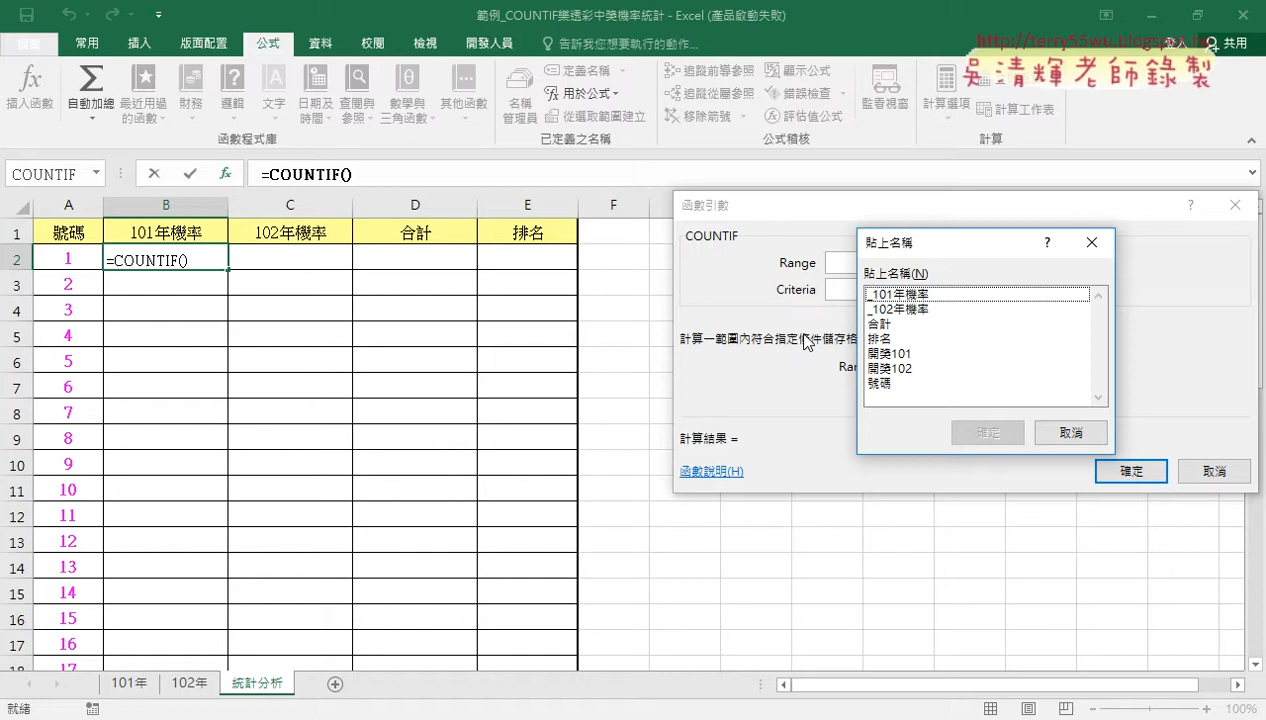 範例_COUNTIF樂透彩中獎機率統計 - Excel (產品啟動失敗)
http://terry55wu.blogspot.tw
吳清輝老師錄製
檔案 常用 插入 版面配置 公式 資料 校閱 檢視 開發人員 告訴我您想要執行的動作... 登入 共用
插入函數 自動加總 最近用過的函數 財務 邏輯 文字 日期及時間 查閱與參照 數學與三角函數 其他函數
函數程式庫
名稱管理員 定義名稱 用於公式 從選取範圍建立
已定義之名稱
追蹤前導參照 追蹤從屬參照 移除箭號 顯示公式 錯誤檢查 評估值公式 監看視窗
公式稽核
計算選項 計算工作表
計算
COUNTIF fx =COUNTIF()
A B C D E F
1 號碼 101年機率 102年機率 合計 排名
2 1 =COUNTIF()
3 2
4 3
5 4
6 5
7 6
8 7
9 8
10 9
11 10
12 11
13 12
14 13
15 14
16 15
17 16
18 17
函數引數 ?
COUNTIF
Range
Criteria
計算一範圍內符合指定條件儲存格
計算結果 =
函數說明(H)
確定 取消
貼上名稱 ?
貼上名稱(N)
_101年機率
_102年機率
合計
排名
開獎101
開獎102
號碼
確定 取消
101年 102年 統計分析
就緒 100%